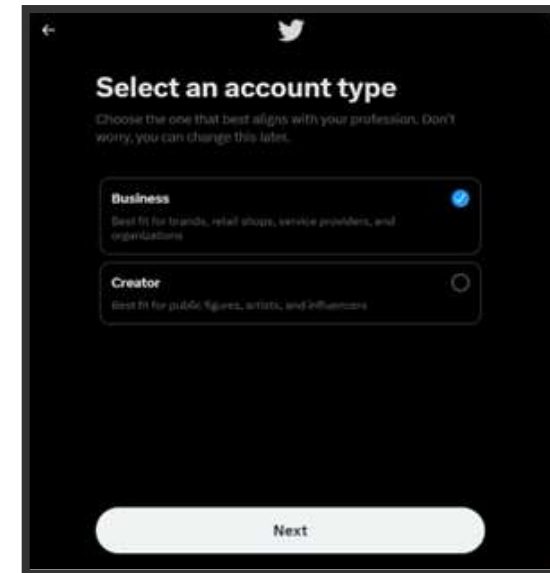 Select an account type
Choose the one that best aligns with your profession. Don't
worry, you can change this later.
Business
Best fit for brands, retail shops, service providers, and
organizations
Creator
Best fit for public figures, artists, and influencers
Next